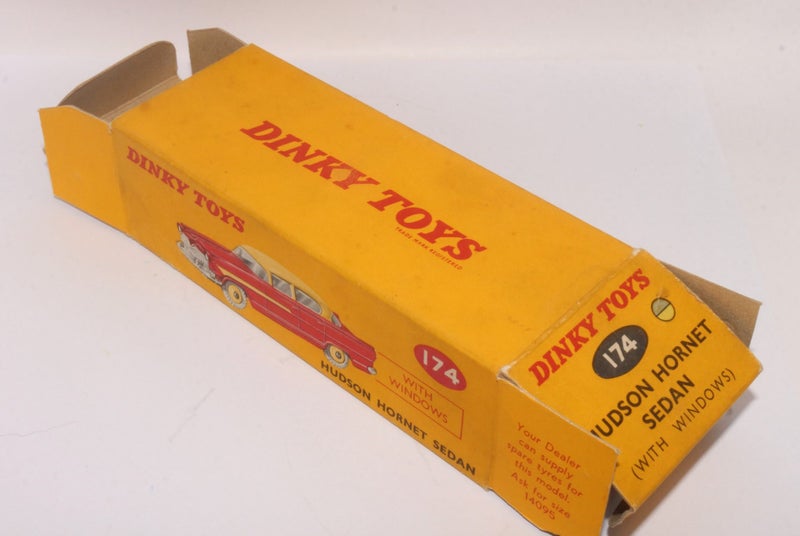 DINKY TOYS
TRADE MARK REGISTERED
DINKY TOYS
174
WITH
WINDOWS
HUDSON HORNET SEDAN
DINKY TOYS
174
HUDSON HORNET
SEDAN
(WITH WINDOWS)
Your Dealer
can supply
spare tyres for
this model.
Ask for size
14095